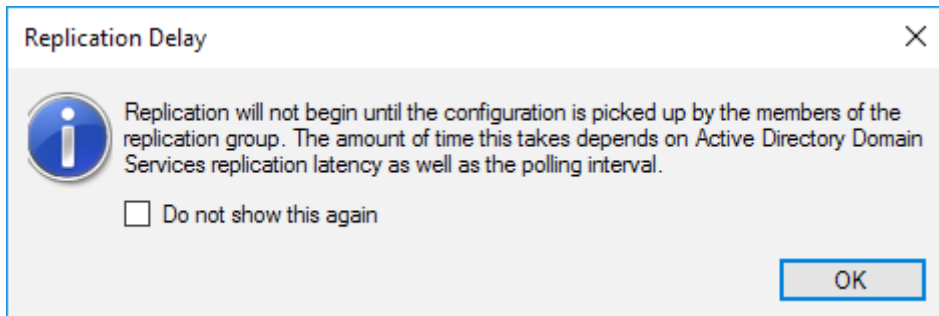 Replication Delay
Replication will not begin until the configuration is picked up by the members of the
replication group. The amount of time this takes depends on Active Directory Domain
Services replication latency as well as the polling interval.
Do not show this again
OK